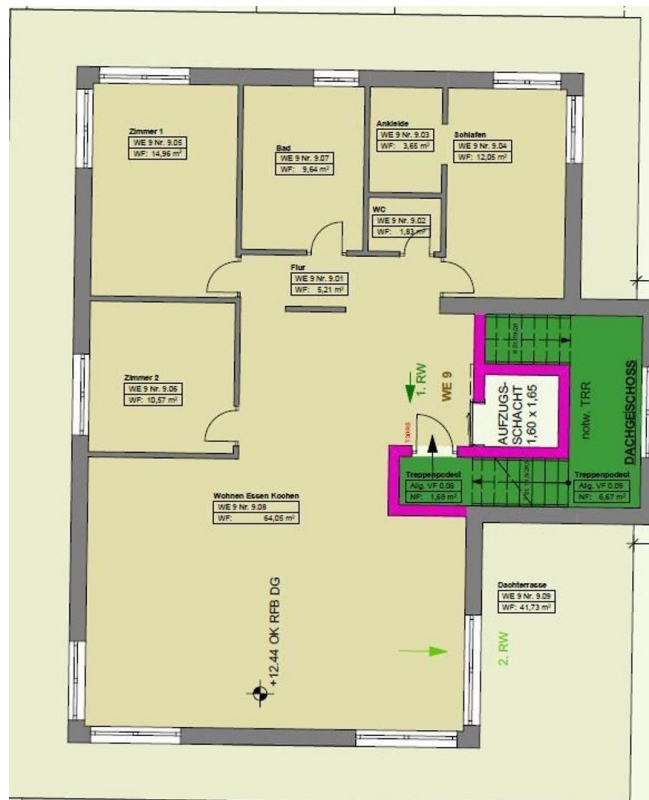 Zimmer 1
WE 9 Nr. 9.05
WF: 14,96 m²
Bad
WE 9 Nr. 9.07
WF: 9,64 m²
Ankleide
WE 9 Nr. 9.03
WF: 3,65 m²
Schlafen
WE 9 Nr. 9.04
WF: 12,05 m²
WC
WE 9 Nr. 9.02
WF: 1,83 m²
Flur
WE 9 Nr. 9.01
WF: 5,21 m²
Zimmer 2
WE 9 Nr. 9.06
WF: 10,57 m²
1. RW
WE 9
AUFZUGS-
SCHACHT
1,60 x 1,65
notw. TRR
DACHGESCHOSS
Treppenpodest
Allg. VF 0.08
NF: 1,69 m²
Treppenpodest
Allg. VF 0.09
NF: 6,67 m²
Wohnen Essen Kochen
WE 9 Nr. 9.08
WF: 64,05 m²
+12.44 OK RFB DG
Dachterrasse
WE 9 Nr. 9.09
WF: 41,73 m²
2. RW